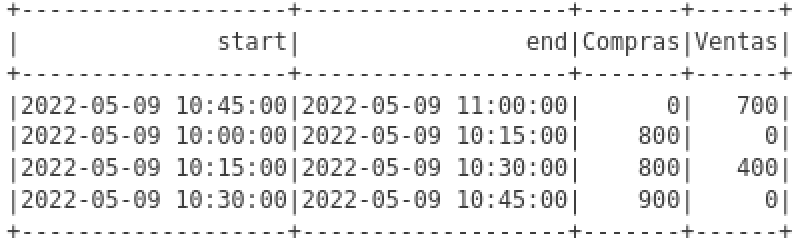 +-------------------+-------------------+-------+------+
|              start|                end|Compras|Ventas|
+-------------------+-------------------+-------+------+
|2022-05-09 10:45:00|2022-05-09 11:00:00|      0|   700|
|2022-05-09 10:00:00|2022-05-09 10:15:00|    800|     0|
|2022-05-09 10:15:00|2022-05-09 10:30:00|    800|   400|
|2022-05-09 10:30:00|2022-05-09 10:45:00|    900|     0|
+-------------------+-------------------+-------+------+